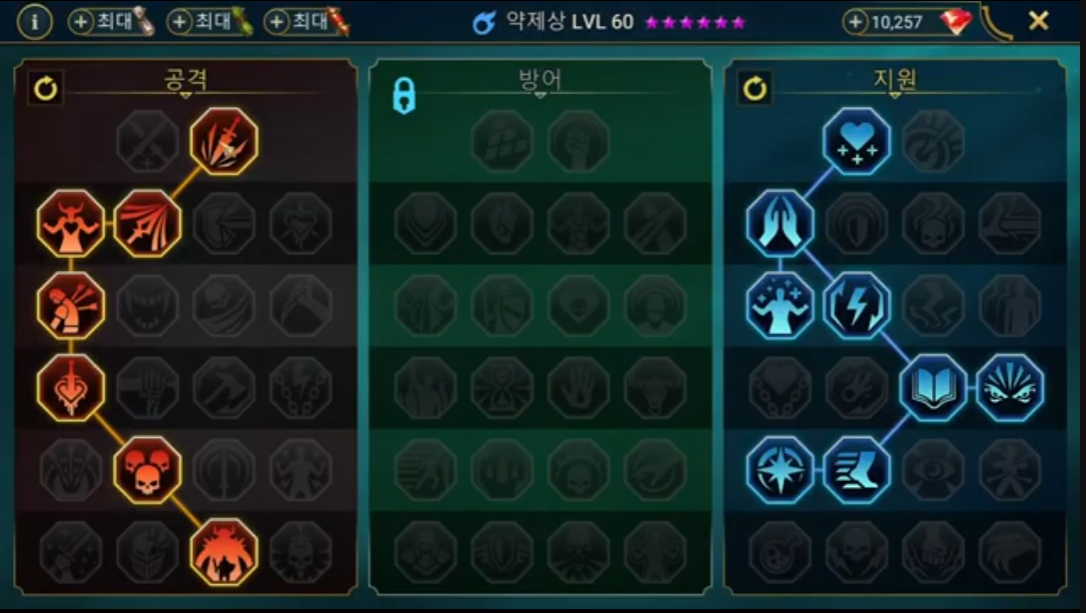 i + 최대 + 최대 + 최대 약제상 LVL 60 + 10,257
공격 방어 지원